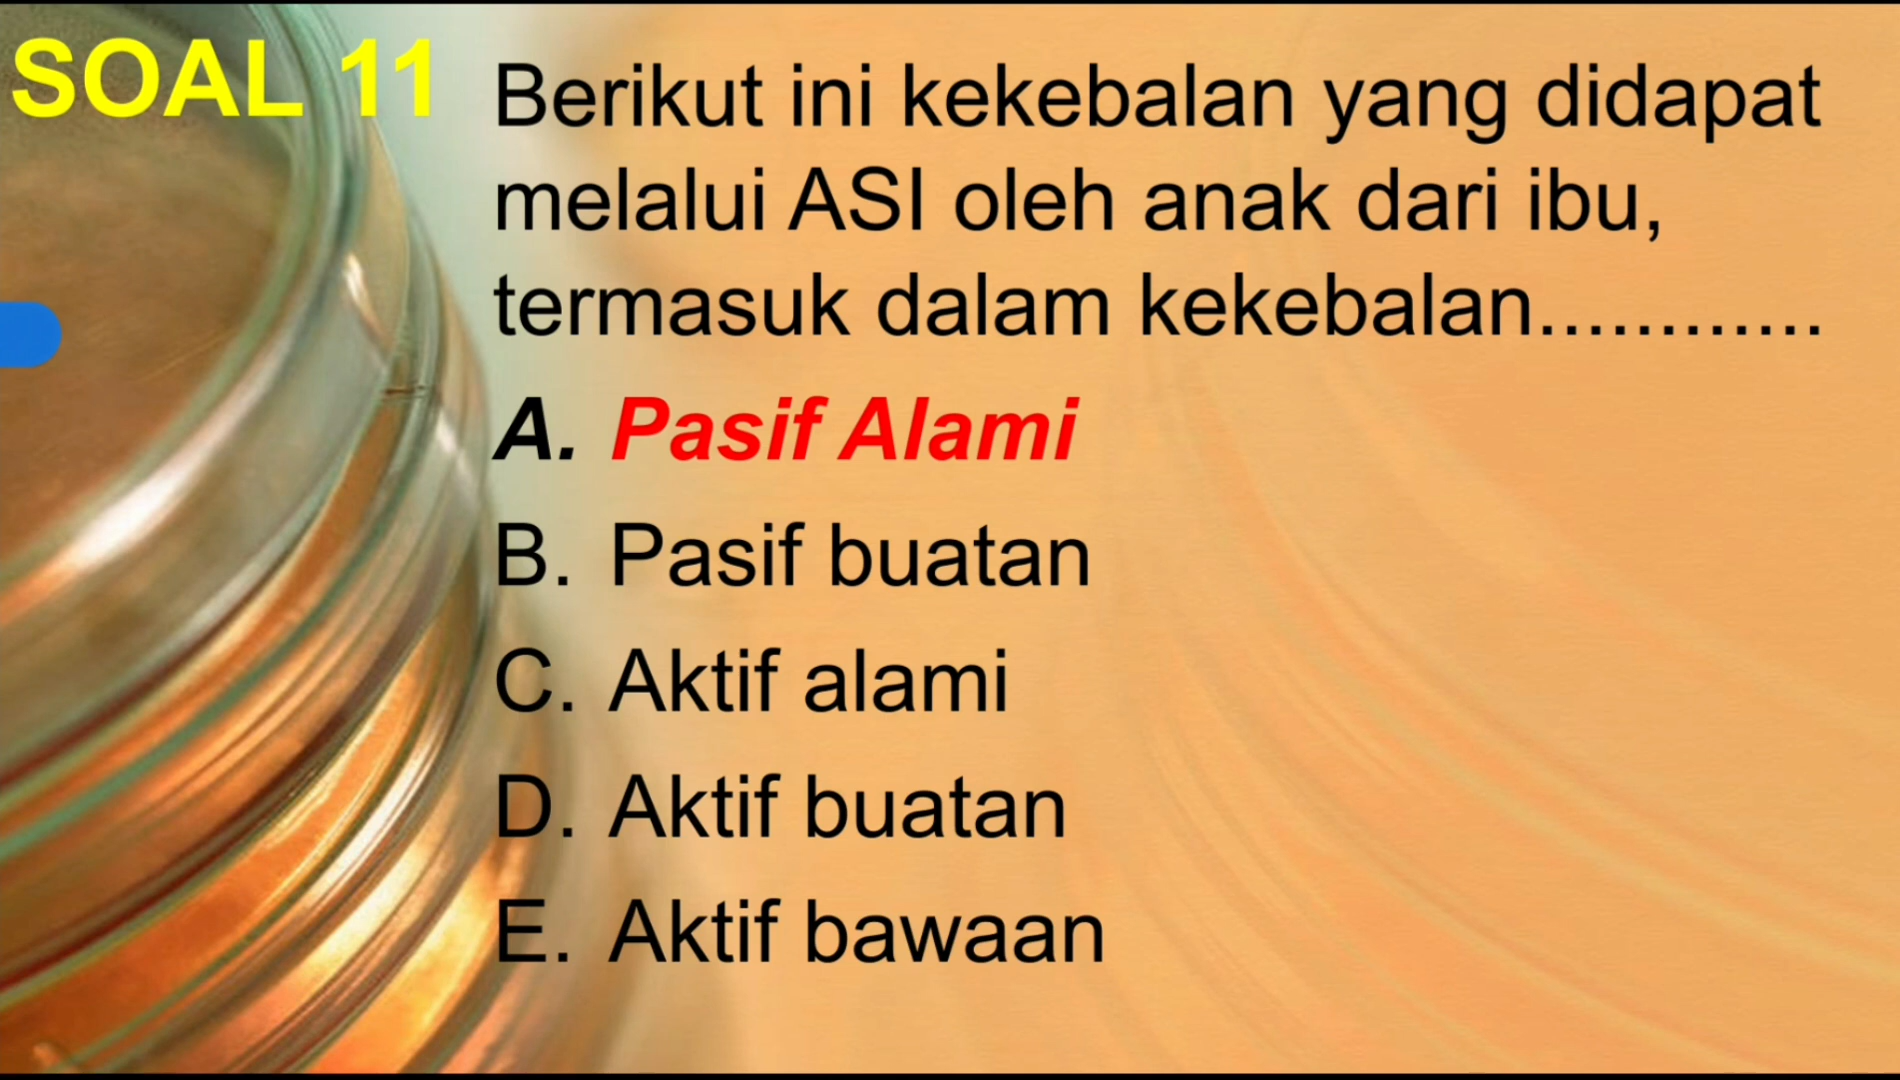 SOAL 11
Berikut ini kekebalan yang didapat
melalui ASI oleh anak dari ibu,
termasuk dalam kekebalan............
A. Pasif Alami
B. Pasif buatan
C. Aktif alami
D. Aktif buatan
E. Aktif bawaan